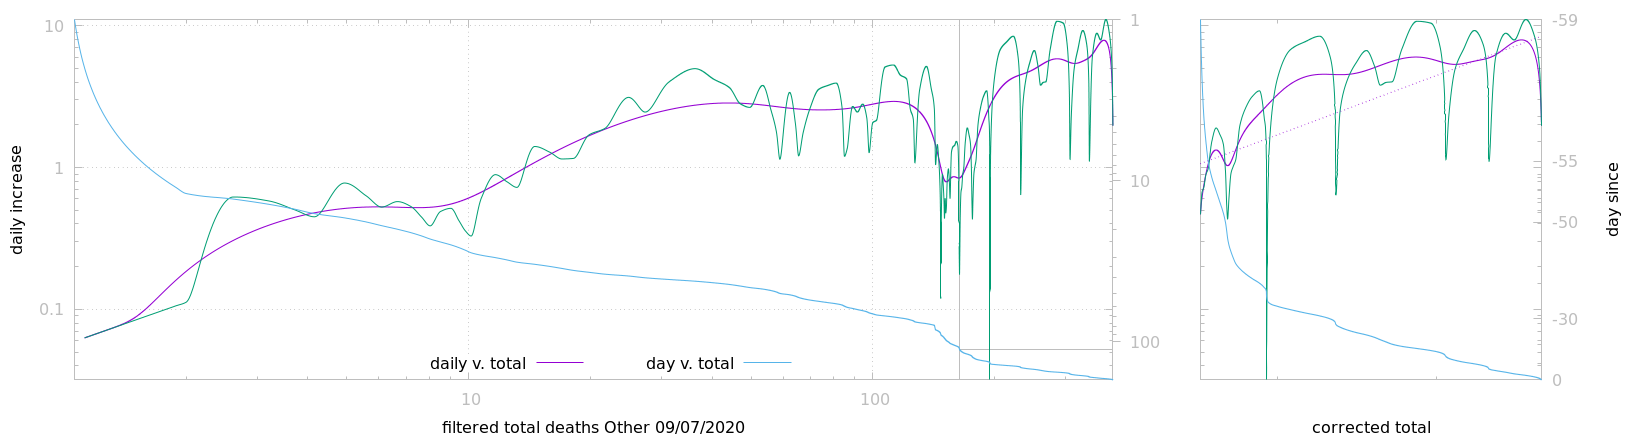 10
1
0.1
daily increase
daily v. total
day v. total
10
100
filtered total deaths Other 09/07/2020
1
10
100
-59
-55
-50
-30
0
day since
corrected total